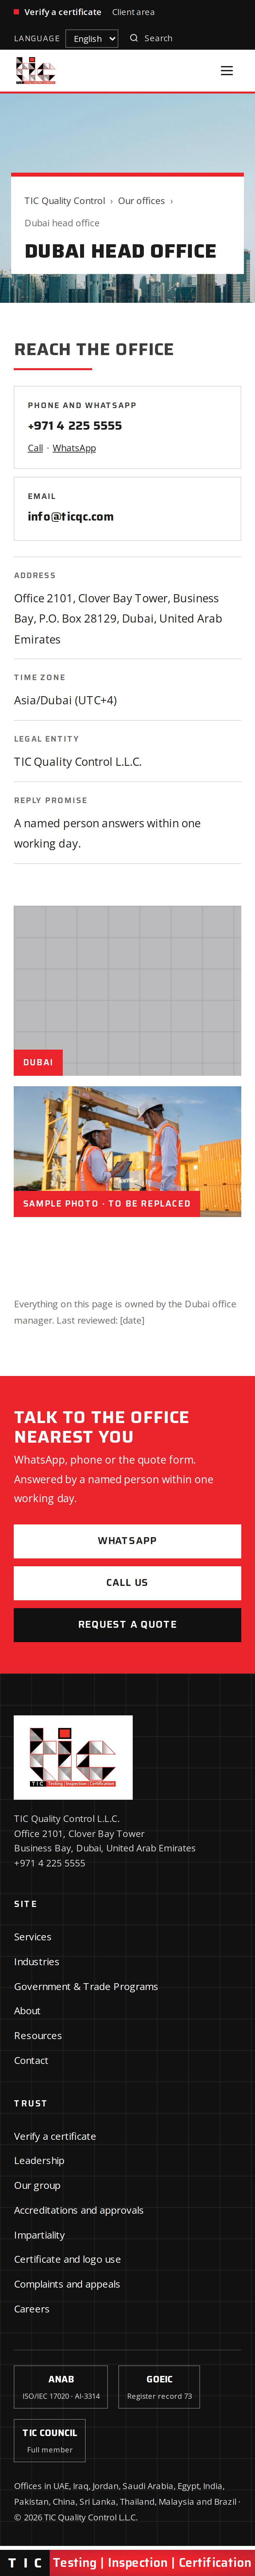 Verify a certificate Client area
LANGUAGE English Search
tic
DUBAI HEAD OFFICE
TIC Quality Control › Our offices ›
Dubai head office
DUBAI HEAD OFFICE
REACH THE OFFICE
PHONE AND WHATSAPP
+971 4 225 5555
Call · WhatsApp
EMAIL
info@ticqc.com
ADDRESS
Office 2101, Clover Bay Tower, Business
Bay, P.O. Box 28129, Dubai, United Arab
Emirates
TIME ZONE
Asia/Dubai (UTC+4)
LEGAL ENTITY
TIC Quality Control L.L.C.
REPLY PROMISE
A named person answers within one
working day.
DUBAI
SAMPLE PHOTO - TO BE REPLACED
Everything on this page is owned by the Dubai office
manager. Last reviewed: [date]
TALK TO THE OFFICE
NEAREST YOU
WhatsApp, phone or the quote form.
Answered by a named person within one
working day.
WHATSAPP
CALL US
REQUEST A QUOTE
tic
TIC Testing | Inspection | Certification
TIC Quality Control L.L.C.
Office 2101, Clover Bay Tower
Business Bay, Dubai, United Arab Emirates
+971 4 225 5555
SITE
Services
Industries
Government & Trade Programs
About
Resources
Contact
TRUST
Verify a certificate
Leadership
Our group
Accreditations and approvals
Impartiality
Certificate and logo use
Complaints and appeals
Careers
ANAB
ISO/IEC 17020 · AI-3314
GOEIC
Register record 73
TIC COUNCIL
Full member
Offices in UAE, Iraq, Jordan, Saudi Arabia, Egypt, India,
Pakistan, China, Sri Lanka, Thailand, Malaysia and Brazil ·
© 2026 TIC Quality Control L.L.C.
TIC Testing | Inspection | Certification